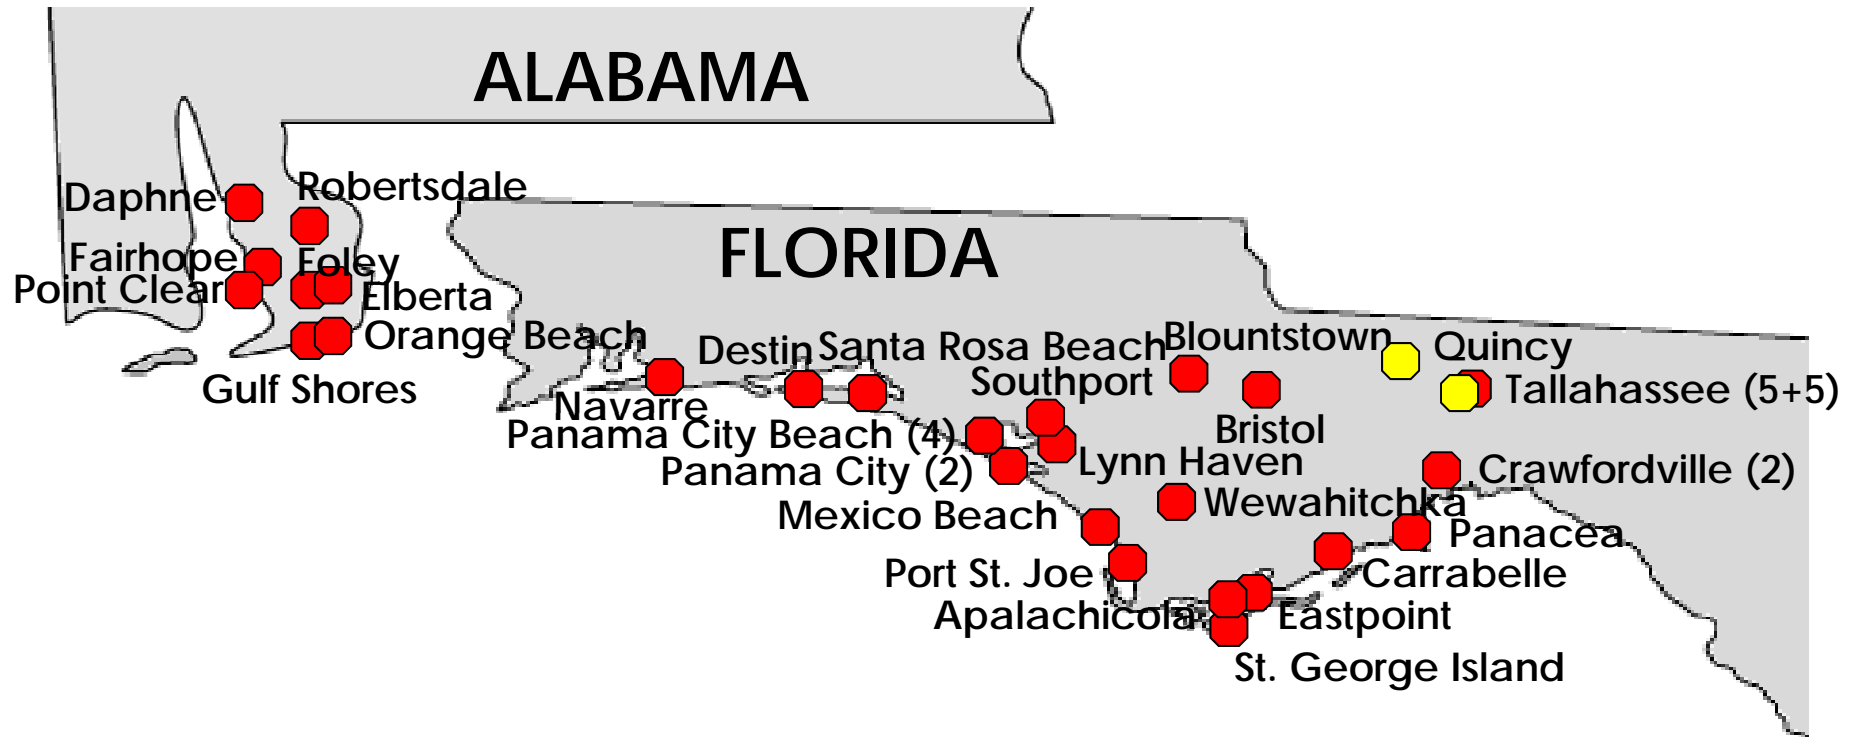 ALABAMA
Daphne
Robertsdale
Fairhope
Foley
Point Clear
Elberta
Orange Beach
Gulf Shores
FLORIDA
Navarre
Destin
Santa Rosa Beach
Blountstown
Quincy
Southport
Tallahassee (5+5)
Bristol
Panama City Beach (4)
Lynn Haven
Panama City (2)
Crawfordville (2)
Wewahitchka
Mexico Beach
Panacea
Port St. Joe
Carrabelle
Apalachicola
Eastpoint
St. George Island